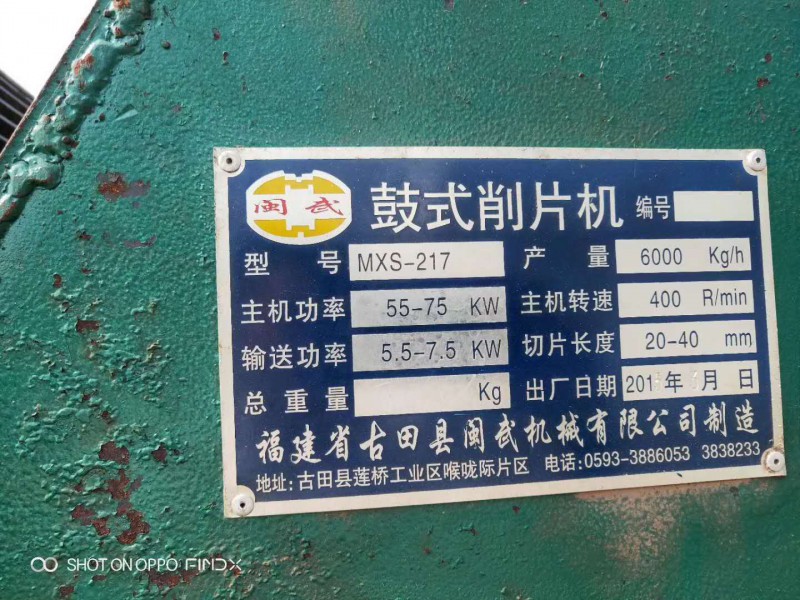 闽武 鼓式削片机 编号
型号 MXS-217 产量 6000 Kg/h
主机功率 55-75 KW 主机转速 400 R/min
输送功率 5.5-7.5 KW 切片长度 20-40 mm
总重量 Kg 出厂日期 201 年 月 日
福建省古田县闽武机械有限公司制造
地址:古田县莲桥工业区喉咙际片区 电话:0593-3886053 3838233
SHOT ON OPPO FIND X